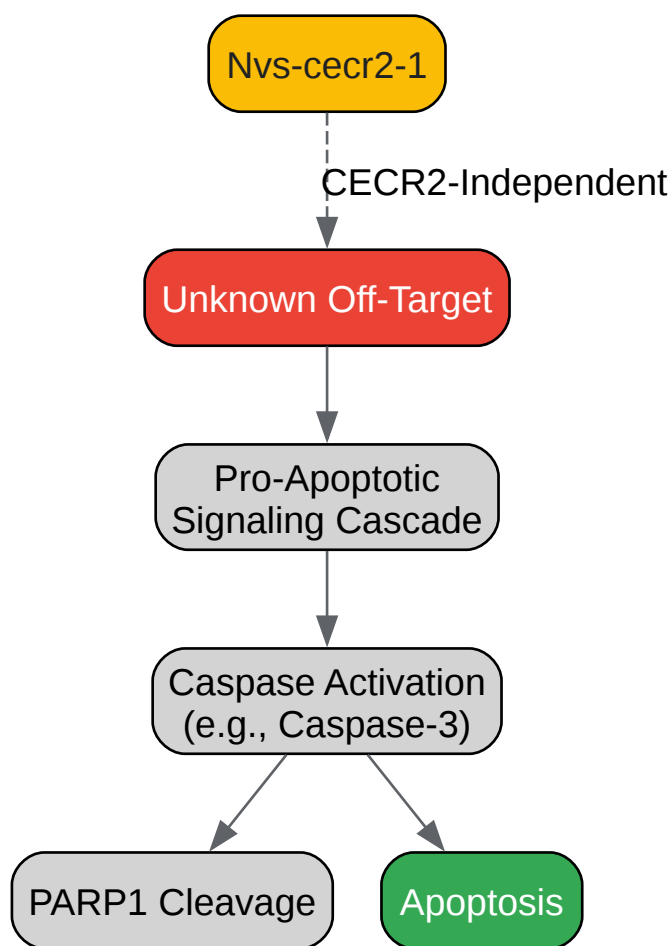 Nvs-cecr2-1
CECR2-Independent
Unknown Off-Target
Pro-Apoptotic
Signaling Cascade
Caspase Activation
(e.g., Caspase-3)
PARP1 Cleavage
Apoptosis